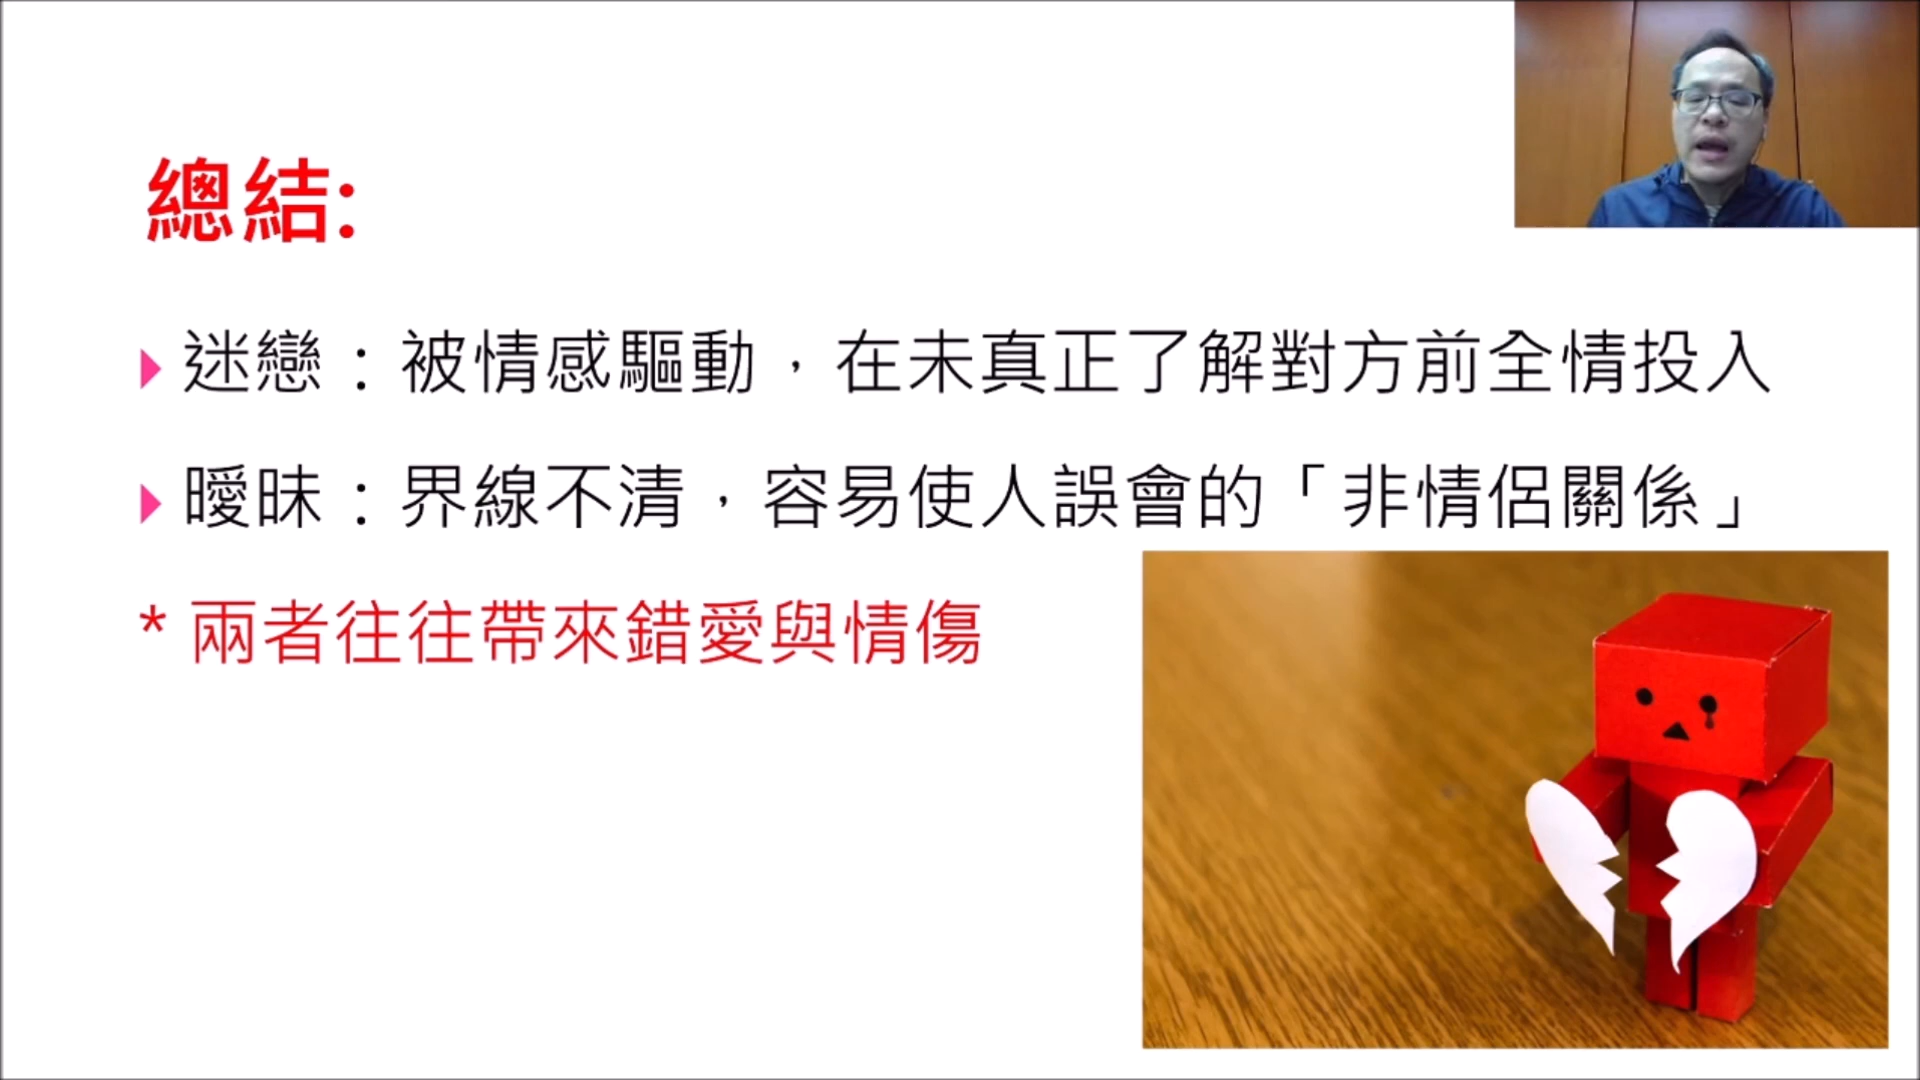 總結:
迷戀：被情感驅動，在未真正了解對方前全情投入
曖昧：界線不清，容易使人誤會的「非情侶關係」
* 兩者往往帶來錯愛與情傷